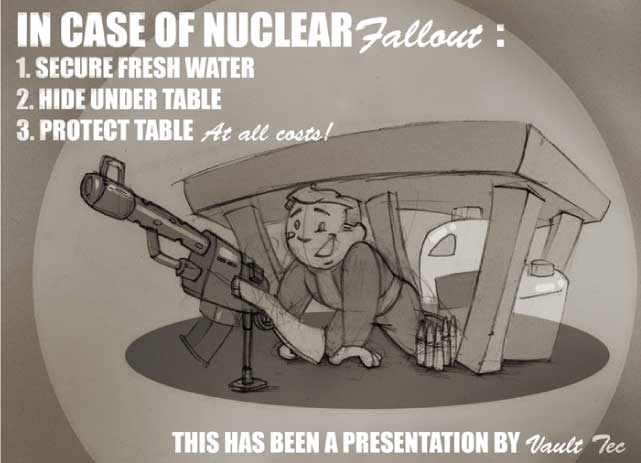 IN CASE OF NUCLEAR Fallout :
1. SECURE FRESH WATER
2. HIDE UNDER TABLE
3. PROTECT TABLE At all costs!
THIS HAS BEEN A PRESENTATION BY Vault Tec